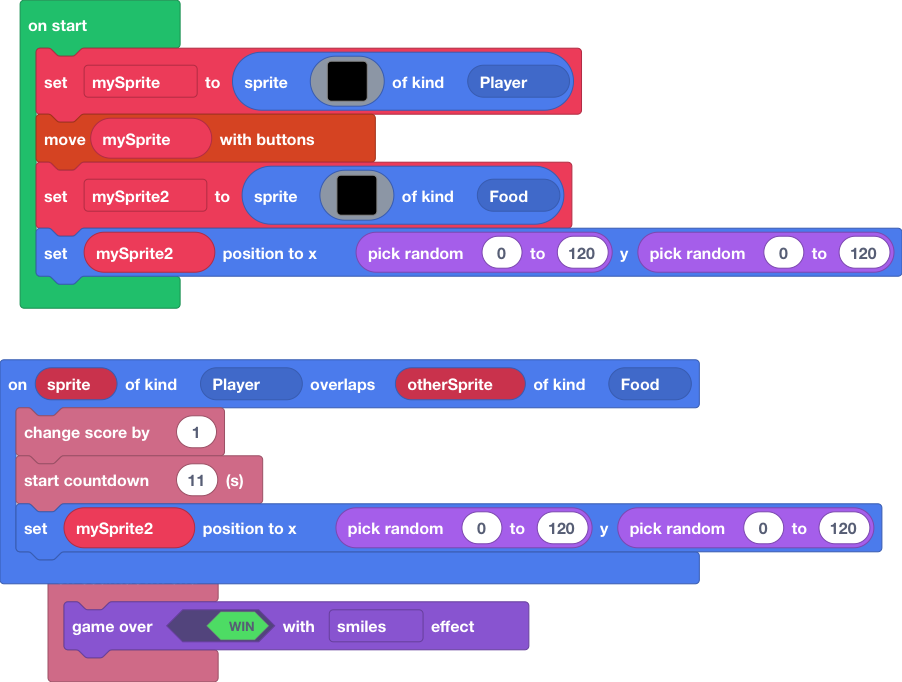 on start
set mySprite to sprite of kind Player
move mySprite with buttons
set mySprite2 to sprite of kind Food
set mySprite2 position to x pick random 0 to 120 y pick random 0 to 120
on sprite of kind Player overlaps otherSprite of kind Food
change score by 1
start countdown 11 (s)
set mySprite2 position to x pick random 0 to 120 y pick random 0 to 120
game over WIN with smiles effect